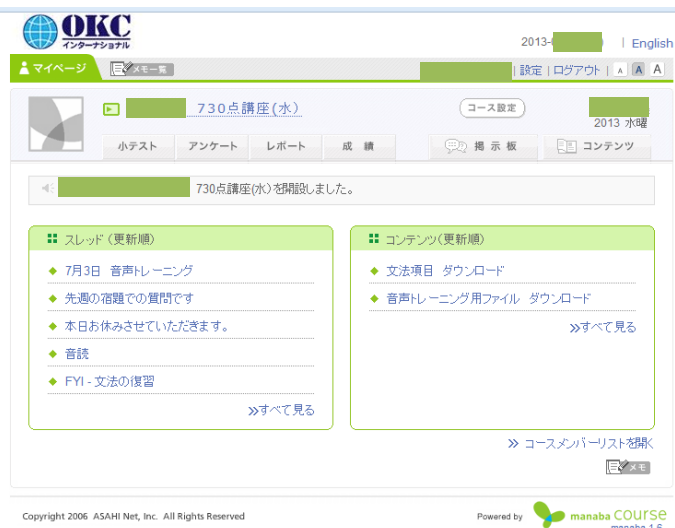 OKC
インターナショナル
2013-
| English
マイページ
メモ一覧
| 設定 | ログアウト | A A A
730点講座(水)
コース設定
2013 水曜
小テスト アンケート レポート 成 績 掲 示 板 コンテンツ
730点講座(水)を開設しました。
スレッド(更新順)
7月3日 音声トレーニング
先週の宿題での質問です
本日お休みさせていただきます。
音読
FYI - 文法の復習
≫すべて見る
コンテンツ(更新順)
文法項目 ダウンロード
音声トレーニング用ファイル ダウンロード
≫すべて見る
≫ コースメンバーリストを開く
メモ
Copyright 2006 ASAHI Net, Inc. All Rights Reserved
Powered by manaba course
manaba 1.6